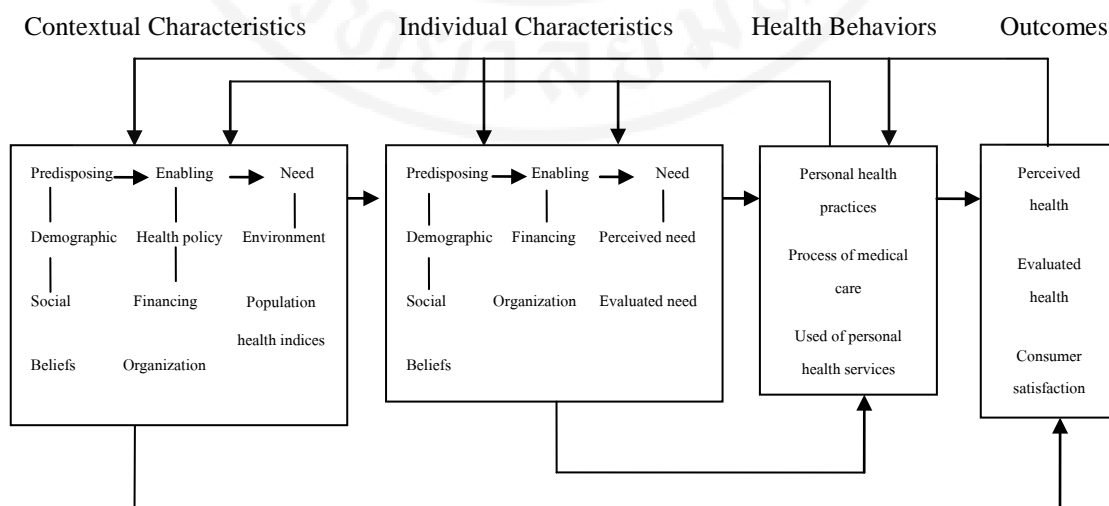 Contextual Characteristics Individual Characteristics Health Behaviors Outcomes
Predisposing Enabling Need
Demographic Health policy Environment
Social Financing Population
health indices
Beliefs Organization
Predisposing Enabling Need
Demographic Financing Perceived need
Social Organization Evaluated need
Beliefs
Personal health
practices
Process of medical
care
Used of personal
health services
Perceived
health
Evaluated
health
Consumer
satisfaction